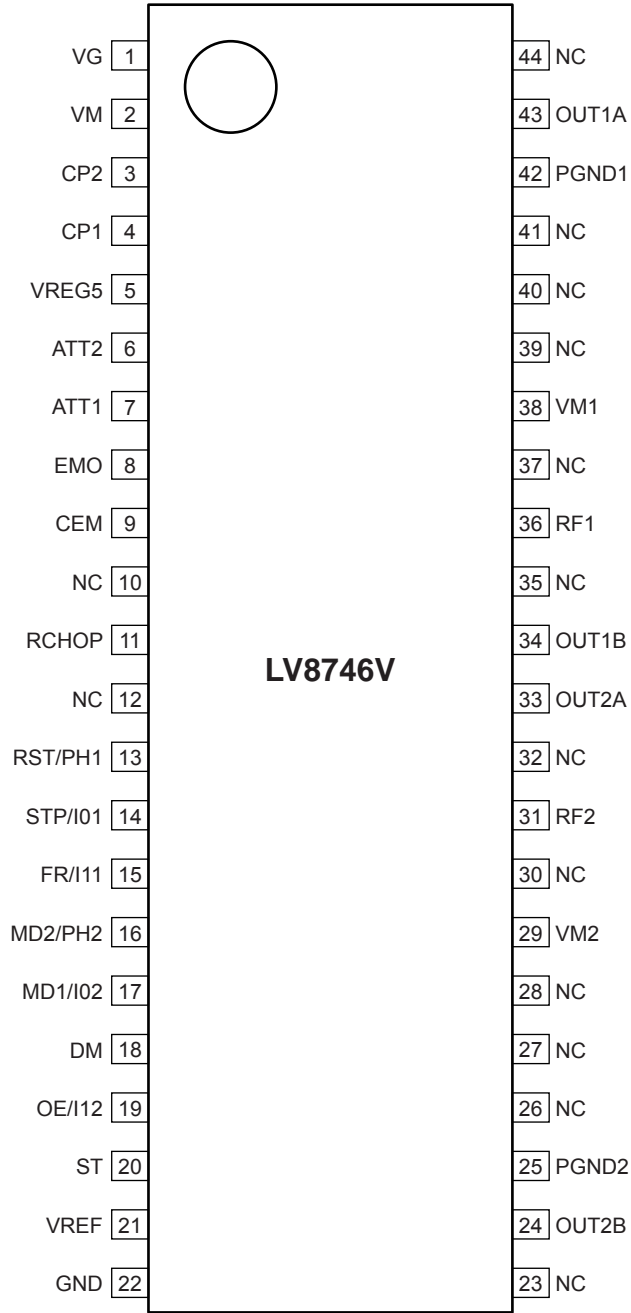 VG 1 44 NC
VM 2 43 OUT1A
CP2 3 42 PGND1
CP1 4 41 NC
VREG5 5 40 NC
ATT2 6 39 NC
ATT1 7 38 VM1
EMO 8 37 NC
CEM 9 36 RF1
NC 10 35 NC
RCHOP 11 34 OUT1B
LV8746V
NC 12 33 OUT2A
RST/PH1 13 32 NC
STP/I01 14 31 RF2
FR/I11 15 30 NC
MD2/PH2 16 29 VM2
MD1/I02 17 28 NC
DM 18 27 NC
OE/I12 19 26 NC
ST 20 25 PGND2
VREF 21 24 OUT2B
GND 22 23 NC